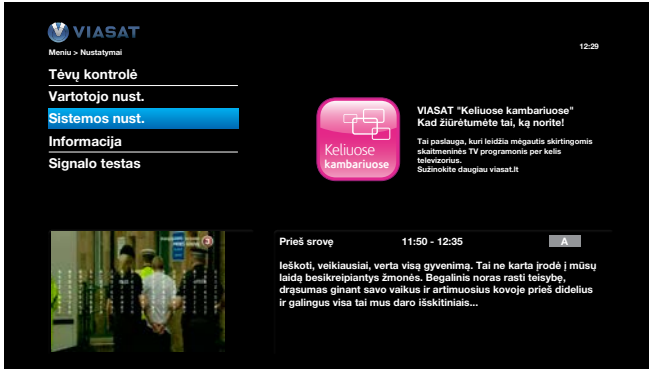 VIASAT
Meniu > Nustatymai
12:29
Tėvų kontrolė
Vartotojo nust.
Sistemos nust.
Informacija
Signalo testas
Keliuose
kambariuose
VIASAT "Keliuose kambariuose"
Kad žiūrėtumėte tai, ką norite!
Tai paslauga, kuri leidžia mėgautis skirtingomis
skaitmeninės TV programonis per kelis
televizorius.
Sužinokite daugiau viasat.lt
3
Prieš srovę
11:50 - 12:35
A
Ieškoti, veikiausiai, verta visą gyvenimą. Tai ne karta įrodė į mūsų
laidą besikreipiantys žmonės. Begalinis noras rasti teisybę,
drąsumas ginant savo vaikus ir artimuosius kovoje prieš didelius
ir galingus visa tai mus daro išskitiniais...